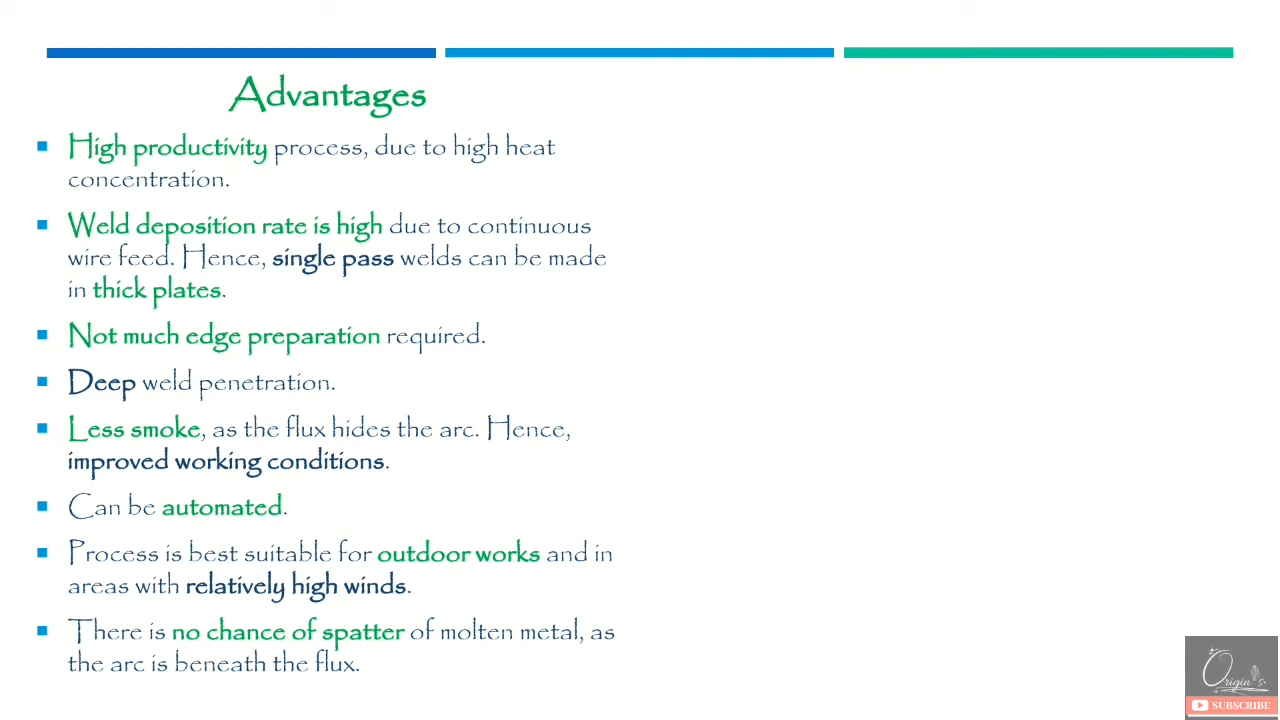 Advantages
High productivity process, due to high heat
concentration.
Weld deposition rate is high due to continuous
wire feed. Hence, single pass welds can be made
in thick plates.
Not much edge preparation required.
Deep weld penetration.
Less smoke, as the flux hides the arc. Hence,
improved working conditions.
Can be automated.
Process is best suitable for outdoor works and in
areas with relatively high winds.
There is no chance of spatter of molten metal, as
the arc is beneath the flux.
Origin's
SUBSCRIBE